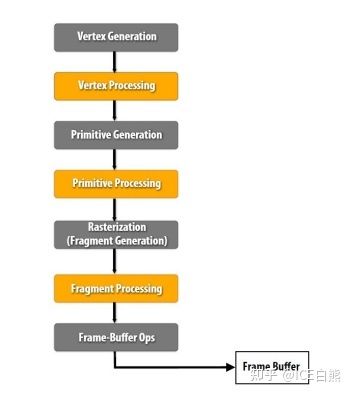 Vertex Generation
Vertex Processing
Primitive Generation
Primitive Processing
Rasterization
(Fragment Generation)
Fragment Processing
Frame-Buffer Ops
Frame Buffer
知乎 @ICE白熊